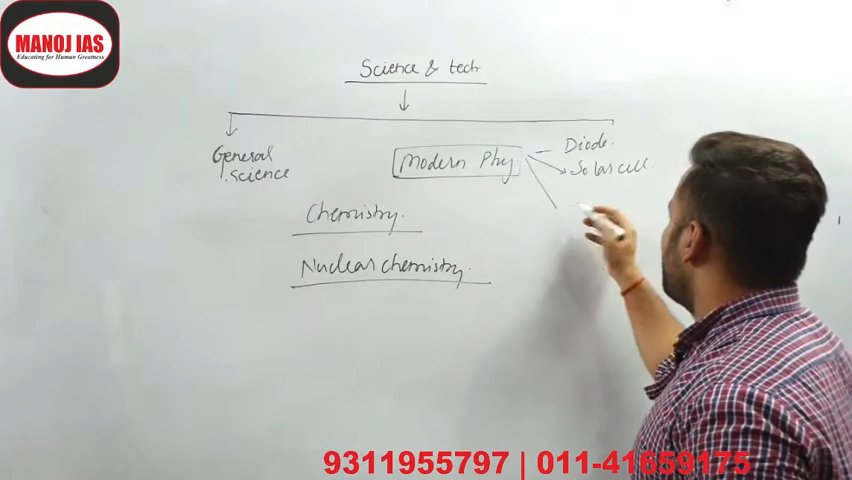 MANOJ IAS
Educating for Human Greatness
Science & tech.
General
science
Modern Phy
Diode.
Solar cell.
Chemistry.
Nuclear chemistry.
9311955797 | 011-41659175